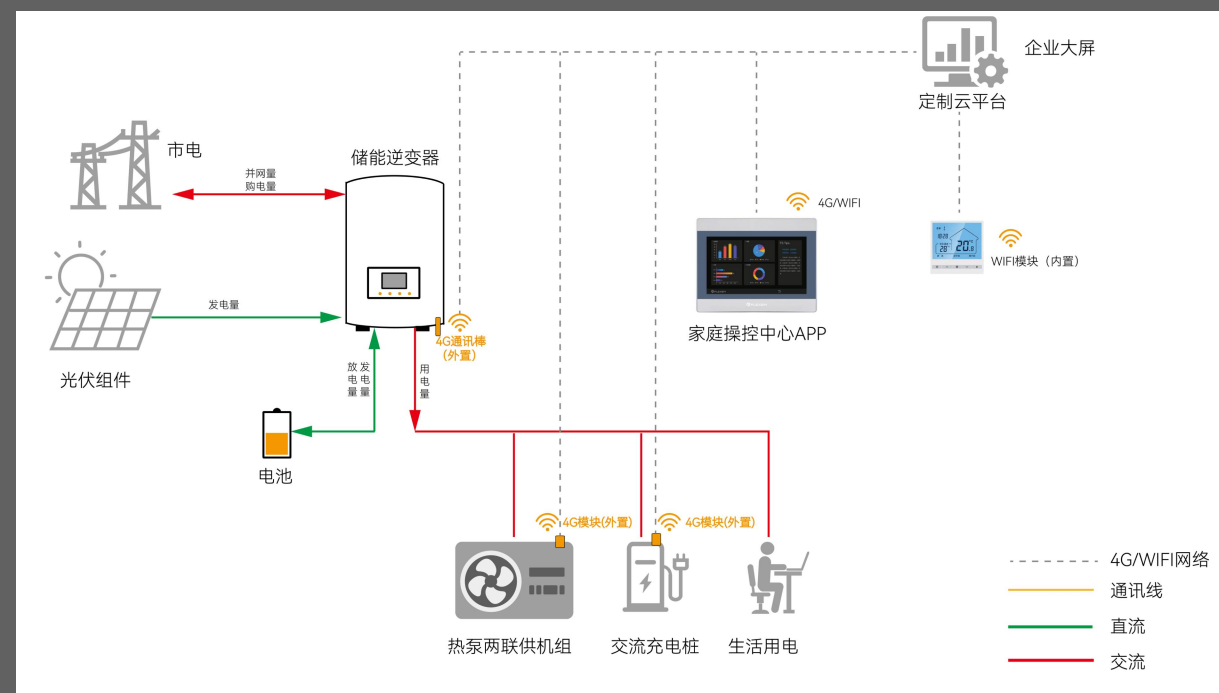 企业大屏
定制云平台
市电
储能逆变器
并网量
购电量
4G/WIFI
WIFI模块（内置）
发电量
4G通讯棒
（外置）
家庭操控中心APP
光伏组件
放电量
发电量
用电量
电池
4G模块(外置)
4G模块(外置)
热泵两联供机组
交流充电桩
生活用电
4G/WIFI网络
通讯线
直流
交流